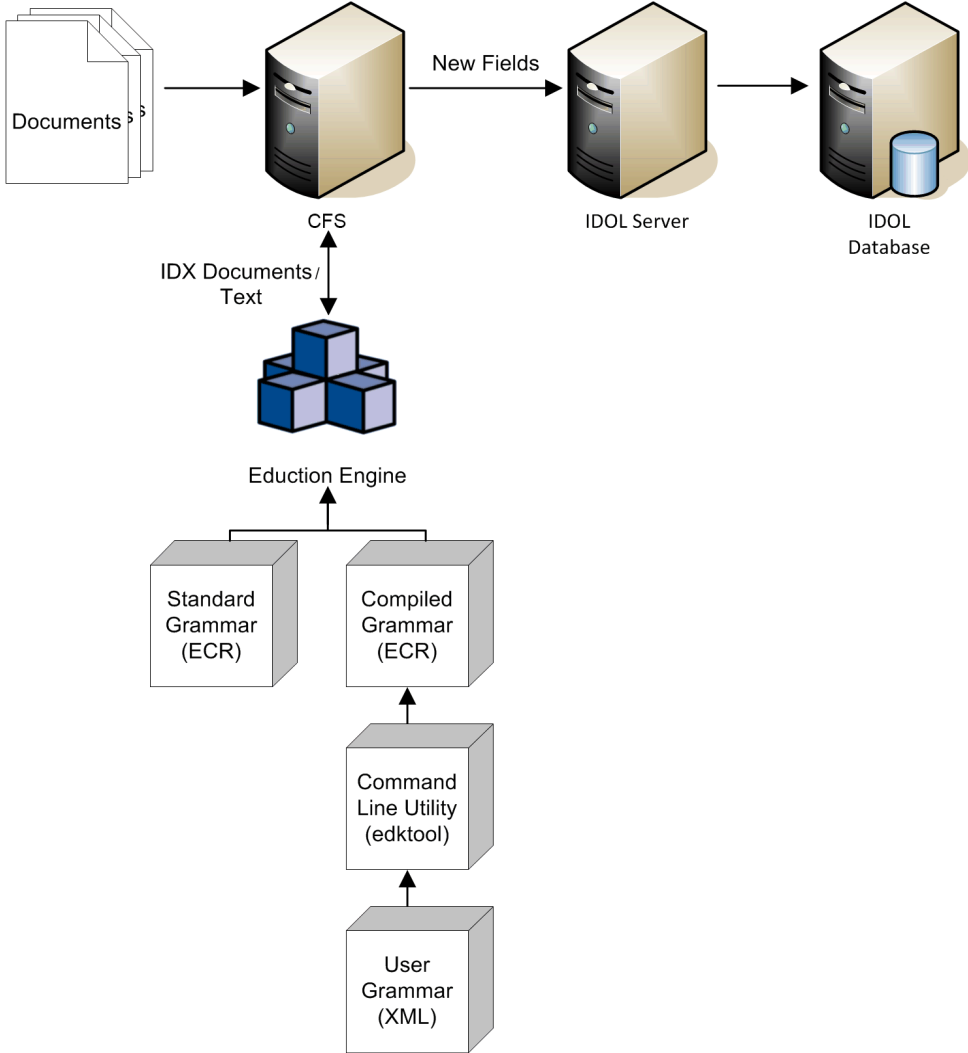 Documents
s
s
New Fields
CFS
IDOL Server
IDOL
Database
IDX Documents/
Text
Eduction Engine
Standard
Grammar
(ECR)
Compiled
Grammar
(ECR)
Command
Line Utility
(edktool)
User
Grammar
(XML)